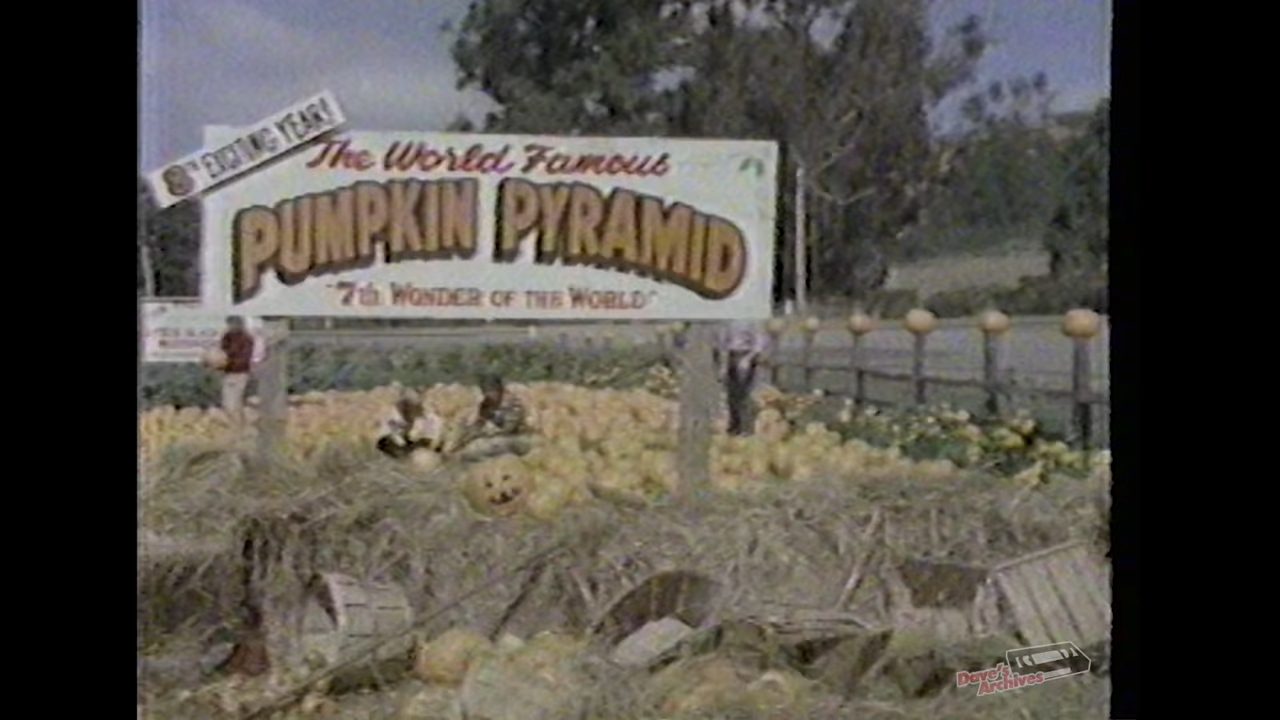 8TH EXCITING YEAR!
The World Famous
PUMPKIN PYRAMID
"7th WONDER OF THE WORLD"
Dave's
Archives